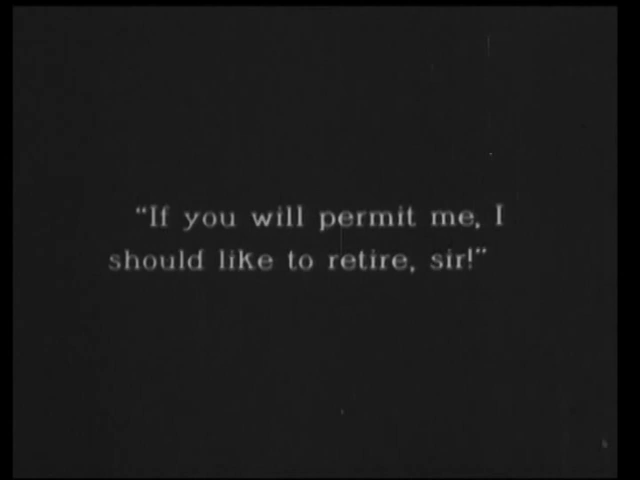 “If you will permit me, I
should like to retire, sir!”